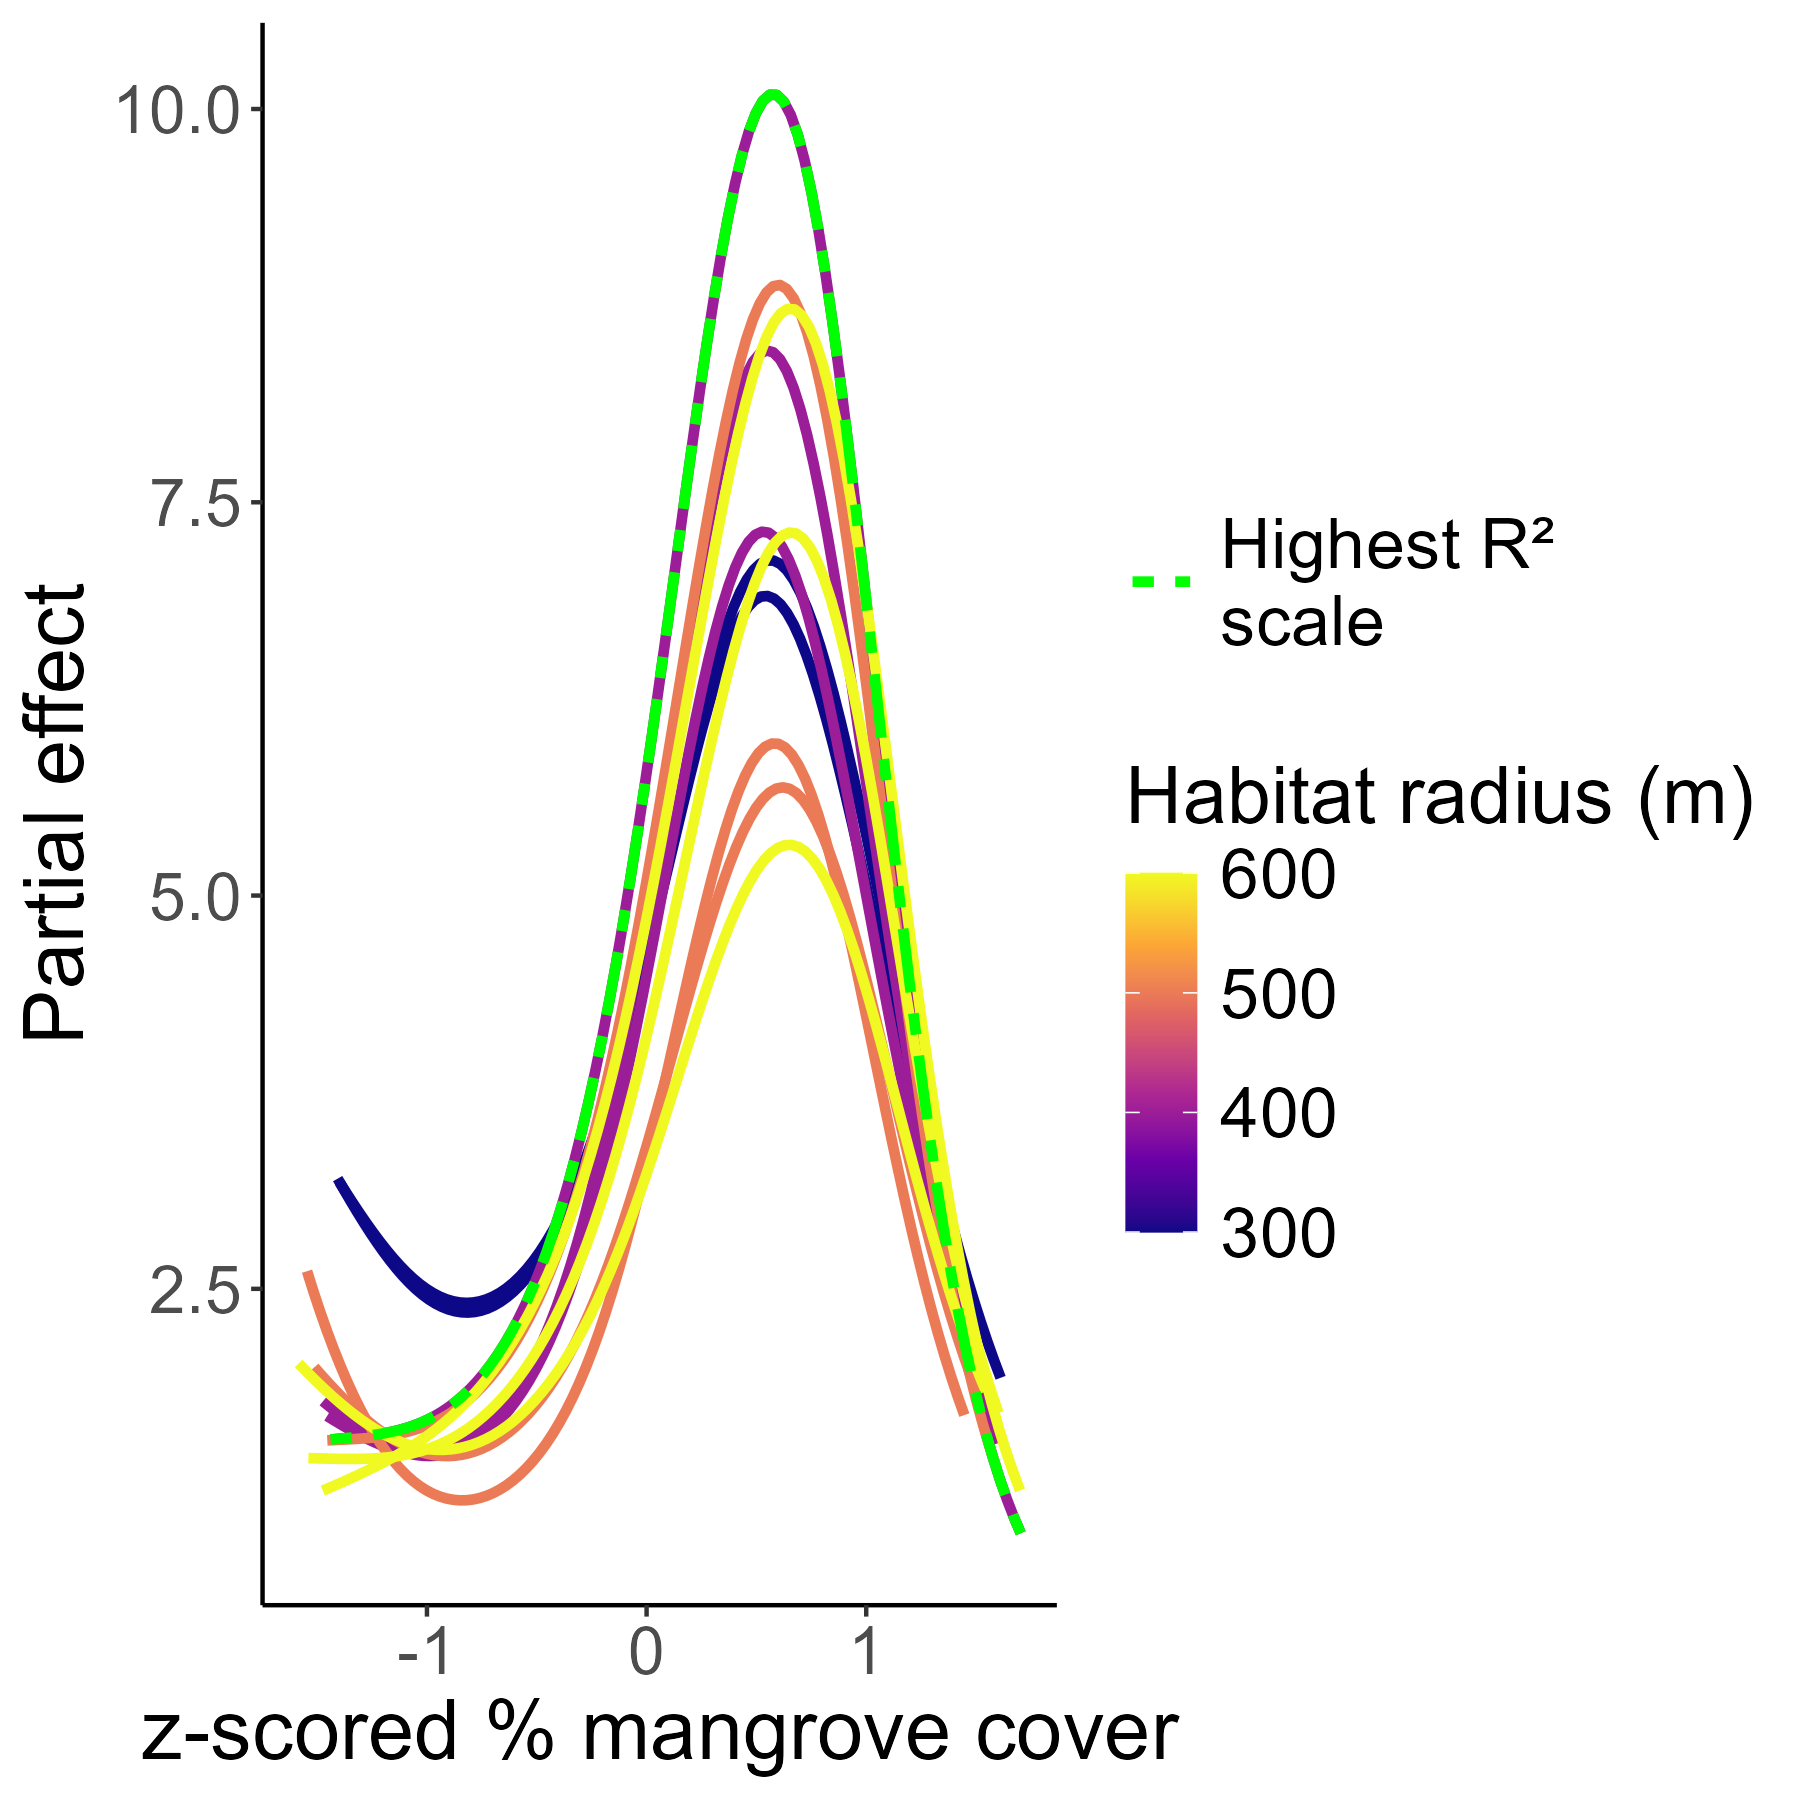 10.0
7.5
5.0
2.5
Partial effect
-1 0 1
z-scored % mangrove cover
Highest R²
scale
Habitat radius (m)
600
500
400
300